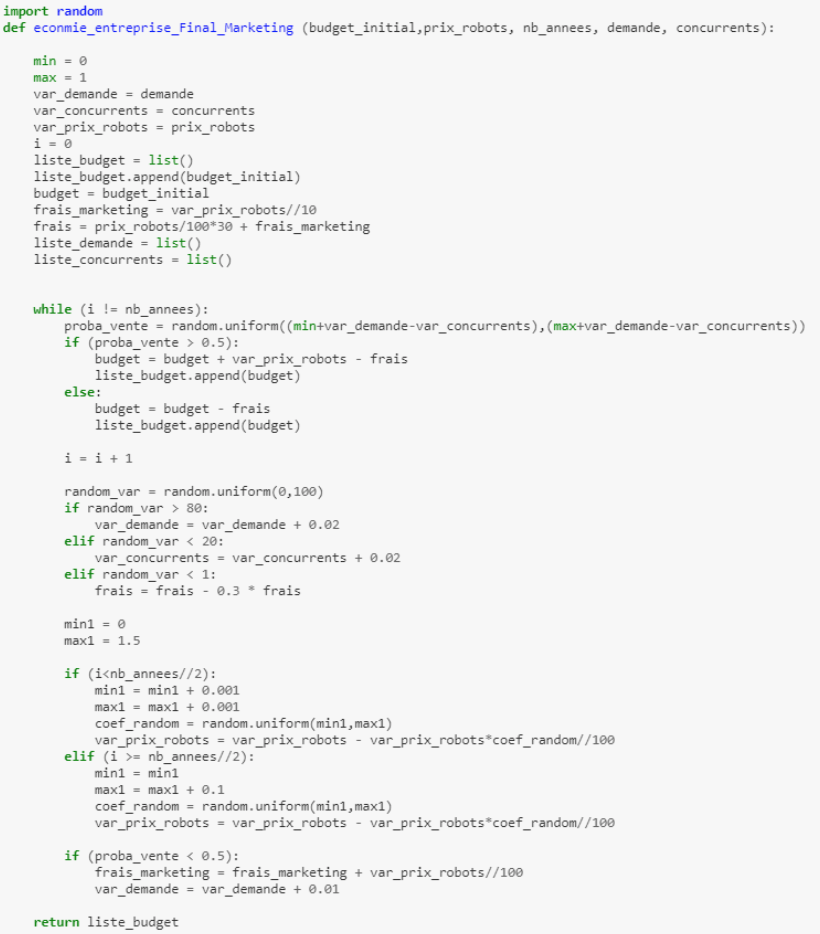 import random
def econmie_entreprise_Final_Marketing (budget_initial,prix_robots, nb_annees, demande, concurrents):

    min = 0
    max = 1
    var_demande = demande
    var_concurrents = concurrents
    var_prix_robots = prix_robots
    i = 0
    liste_budget = list()
    liste_budget.append(budget_initial)
    budget = budget_initial
    frais_marketing = var_prix_robots//10
    frais = prix_robots/100*30 + frais_marketing
    liste_demande = list()
    liste_concurrents = list()


    while (i != nb_annees):
        proba_vente = random.uniform((min+var_demande-var_concurrents),(max+var_demande-var_concurrents))
        if (proba_vente > 0.5):
            budget = budget + var_prix_robots - frais
            liste_budget.append(budget)
        else:
            budget = budget - frais
            liste_budget.append(budget)

        i = i + 1

        random_var = random.uniform(0,100)
        if random_var > 80:
            var_demande = var_demande + 0.02
        elif random_var < 20:
            var_concurrents = var_concurrents + 0.02
        elif random_var < 1:
            frais = frais - 0.3 * frais

        min1 = 0
        max1 = 1.5

        if (i<nb_annees//2):
            min1 = min1 + 0.001
            max1 = max1 + 0.001
            coef_random = random.uniform(min1,max1)
            var_prix_robots = var_prix_robots - var_prix_robots*coef_random//100
        elif (i >= nb_annees//2):
            min1 = min1
            max1 = max1 + 0.1
            coef_random = random.uniform(min1,max1)
            var_prix_robots = var_prix_robots - var_prix_robots*coef_random//100

        if (proba_vente < 0.5):
            frais_marketing = frais_marketing + var_prix_robots//100
            var_demande = var_demande + 0.01

    return liste_budget